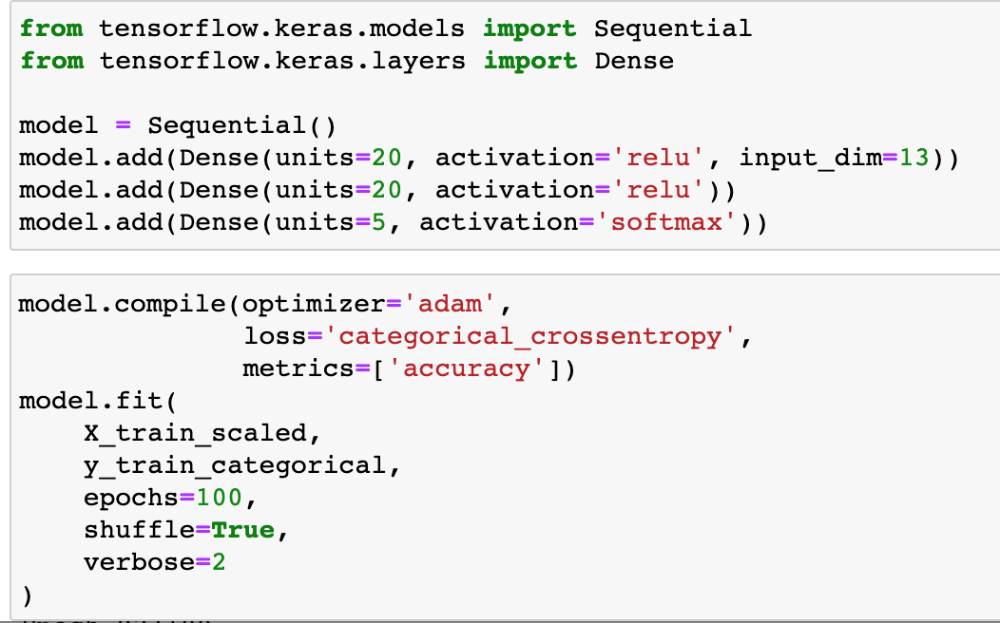 from tensorflow.keras.models import Sequential
from tensorflow.keras.layers import Dense
model = Sequential()
model.add(Dense(units=20, activation='relu', input_dim=13))
model.add(Dense(units=20, activation='relu'))
model.add(Dense(units=5, activation='softmax'))
model.compile(optimizer='adam',
loss='categorical_crossentropy',
metrics=['accuracy'])
model.fit(
X_train_scaled,
y_train_categorical,
epochs=100,
shuffle=True,
verbose=2
)